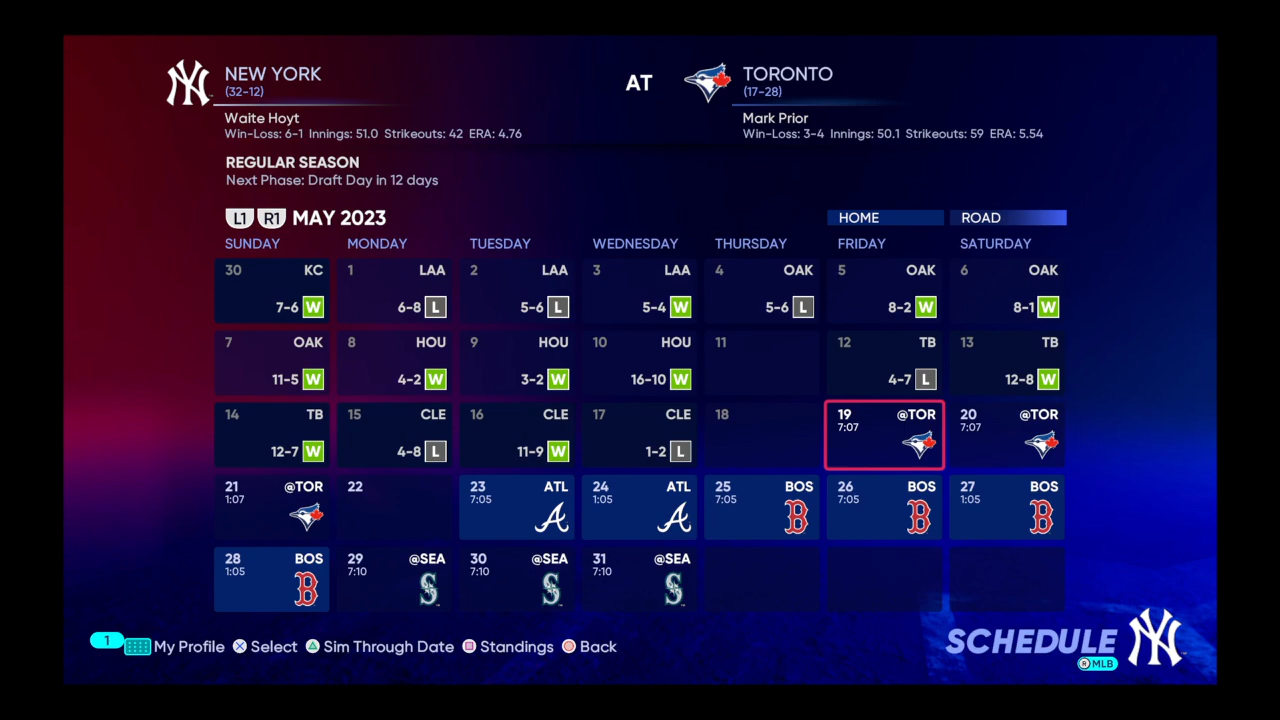 NEW YORK
(32-12)
AT
TORONTO
(17-28)
Waite Hoyt
Win-Loss: 6-1 Innings: 51.0 Strikeouts: 42 ERA: 4.76
Mark Prior
Win-Loss: 3-4 Innings: 50.1 Strikeouts: 59 ERA: 5.54
REGULAR SEASON
Next Phase: Draft Day in 12 days
L1 R1 MAY 2023
HOME ROAD
SUNDAY MONDAY TUESDAY WEDNESDAY THURSDAY FRIDAY SATURDAY
30 KC 1 LAA 2 LAA 3 LAA 4 OAK 5 OAK 6 OAK
7-6 W 6-8 L 5-6 L 5-4 W 5-6 L 8-2 W 8-1 W
7 OAK 8 HOU 9 HOU 10 HOU 11 12 TB 13 TB
11-5 W 4-2 W 3-2 W 16-10 W 4-7 L 12-8 W
14 TB 15 CLE 16 CLE 17 CLE 18 19 @TOR 20 @TOR
7:07 7:07
12-7 W 4-8 L 11-9 W 1-2 L
21 @TOR 22 23 ATL 24 ATL 25 BOS 26 BOS 27 BOS
1:07 7:05 1:05 7:05 7:05 1:05
28 BOS 29 @SEA 30 @SEA 31 @SEA
1:05 7:10 7:10 7:10
1 My Profile Select Sim Through Date Standings Back
SCHEDULE
R MLB